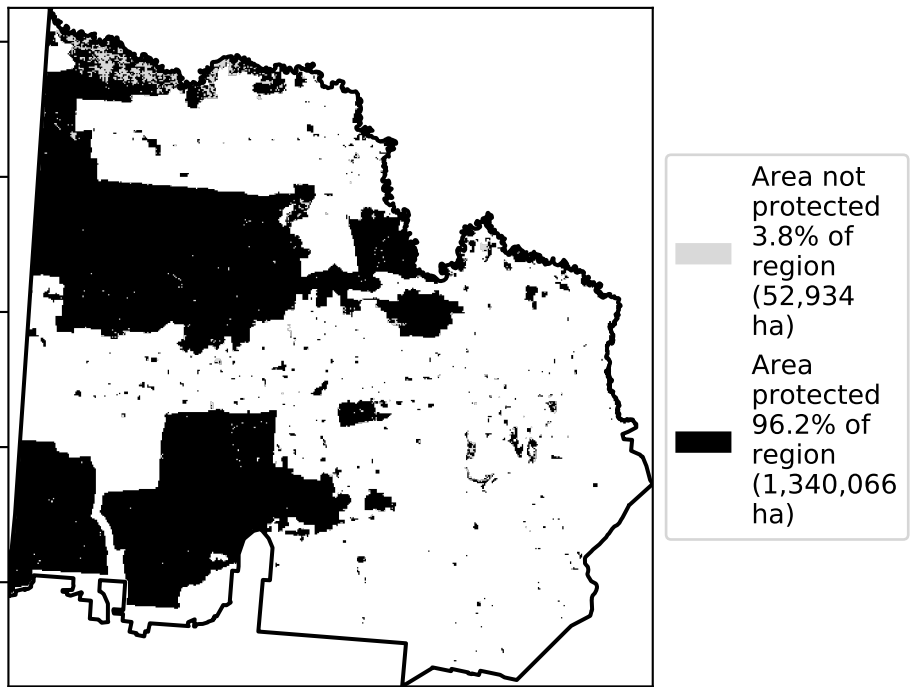 Area not
protected
3.8% of
region
(52,934
ha)
Area
protected
96.2% of
region
(1,340,066
ha)